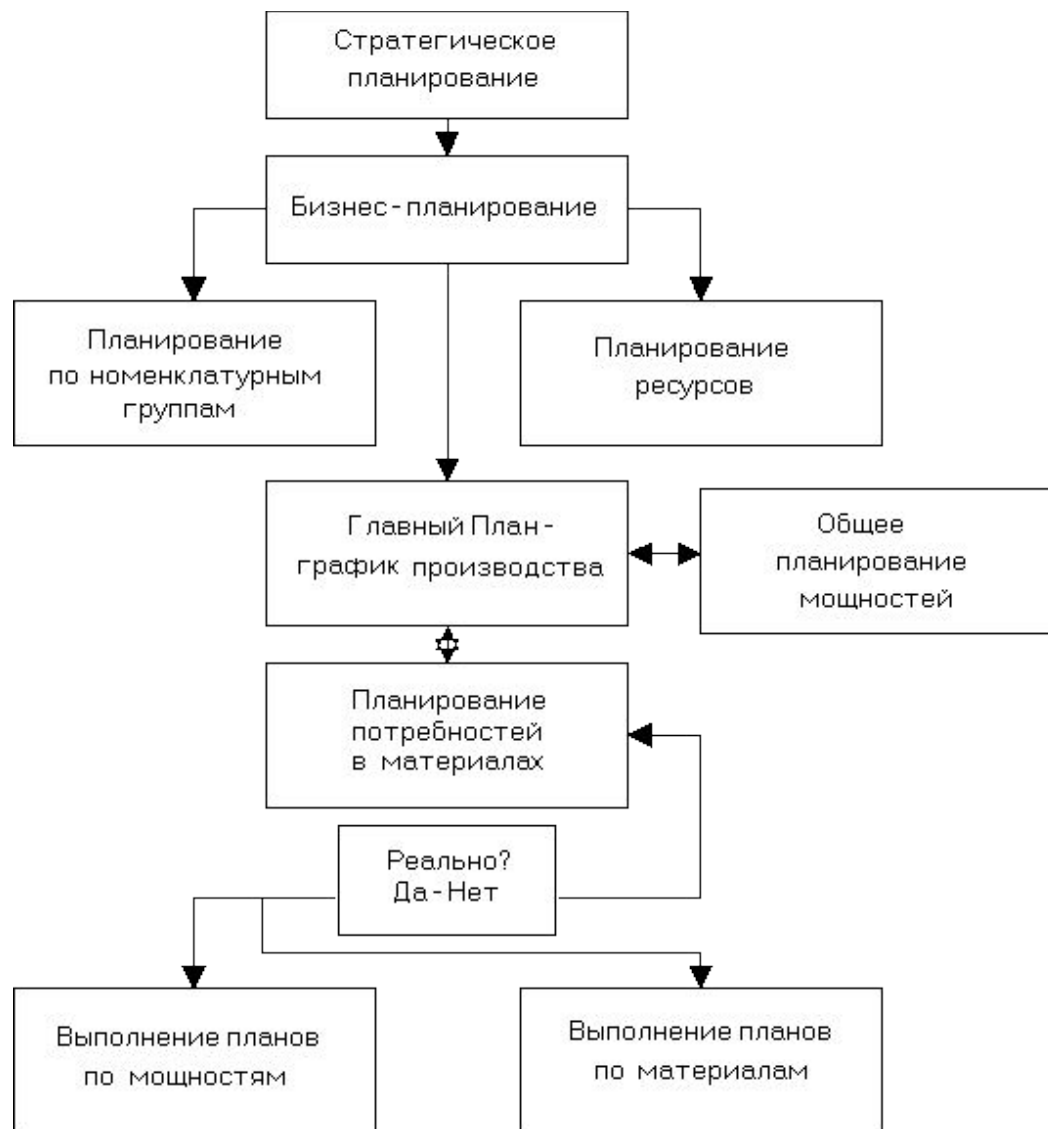 Стратегическое
планирование
Бизнес-планирование
Планирование
по номенклатурным
группам
Планирование
ресурсов
Главный План-
график производства
Общее
планирование
мощностей
Планирование
потребностей
в материалах
Реально?
Да-Нет
Выполнение планов
по мощностям
Выполнение планов
по материалам